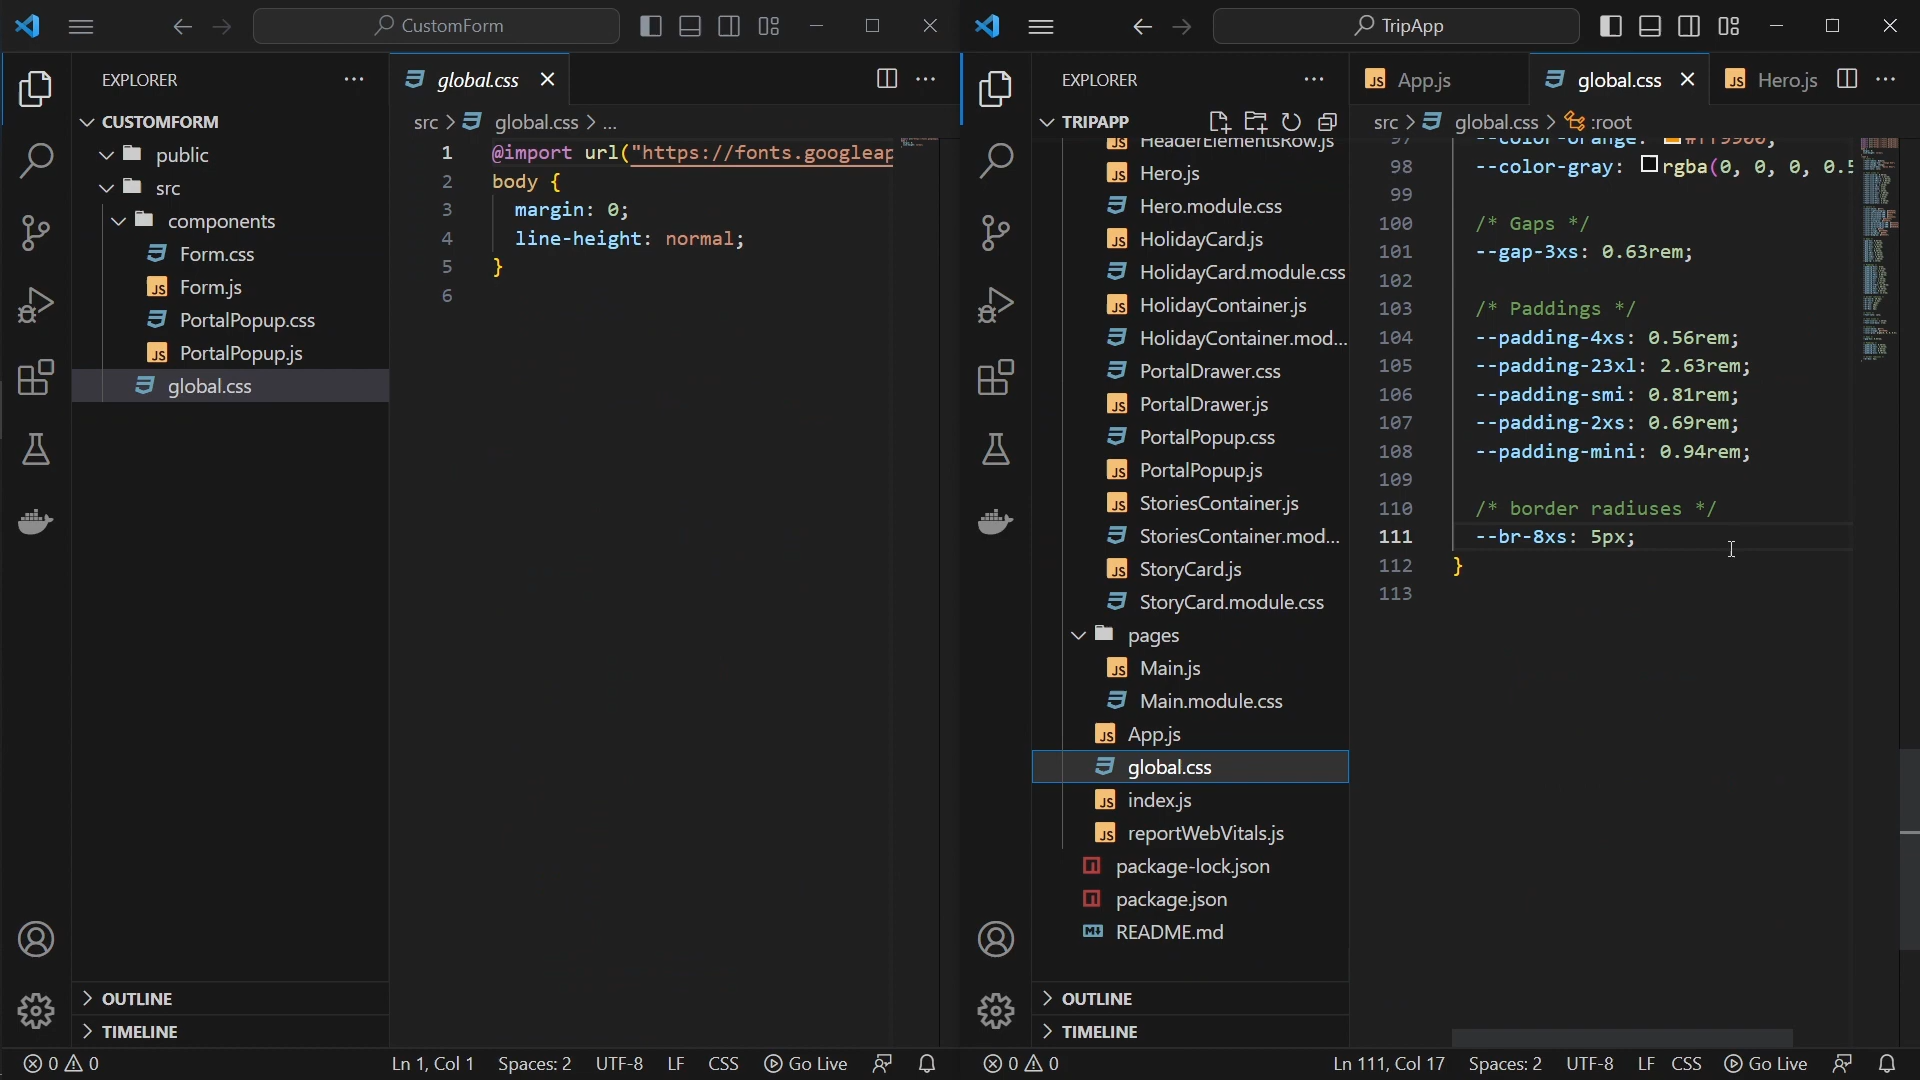 CustomForm
EXPLORER
CUSTOMFORM
public
src
components
Form.css
Form.js
PortalPopup.css
PortalPopup.js
global.css
OUTLINE
TIMELINE
global.css
src > global.css > ...
1 @import url("https://fonts.googleap
2 body {
3 margin: 0;
4 line-height: normal;
5 }
6
0 0
Ln 1, Col 1
Spaces: 2
UTF-8
LF
CSS
Go Live
TripApp
EXPLORER
TRIPAPP
HeaderElementsRow.js
Hero.js
Hero.module.css
HolidayCard.js
HolidayCard.module.css
HolidayContainer.js
HolidayContainer.mod...
PortalDrawer.css
PortalDrawer.js
PortalPopup.css
PortalPopup.js
StoriesContainer.js
StoriesContainer.mod...
StoryCard.js
StoryCard.module.css
pages
Main.js
Main.module.css
App.js
global.css
index.js
reportWebVitals.js
package-lock.json
package.json
README.md
OUTLINE
TIMELINE
App.js
global.css
Hero.js
src > global.css > :root
97 --color-orange: #ff9900;
98 --color-gray: rgba(0, 0, 0, 0.5
99
100 /* Gaps */
101 --gap-3xs: 0.63rem;
102
103 /* Paddings */
104 --padding-4xs: 0.56rem;
105 --padding-23xl: 2.63rem;
106 --padding-smi: 0.81rem;
107 --padding-2xs: 0.69rem;
108 --padding-mini: 0.94rem;
109
110 /* border radiuses */
111 --br-8xs: 5px;
112 }
113
0 0
Ln 111, Col 17
Spaces: 2
UTF-8
LF
CSS
Go Live